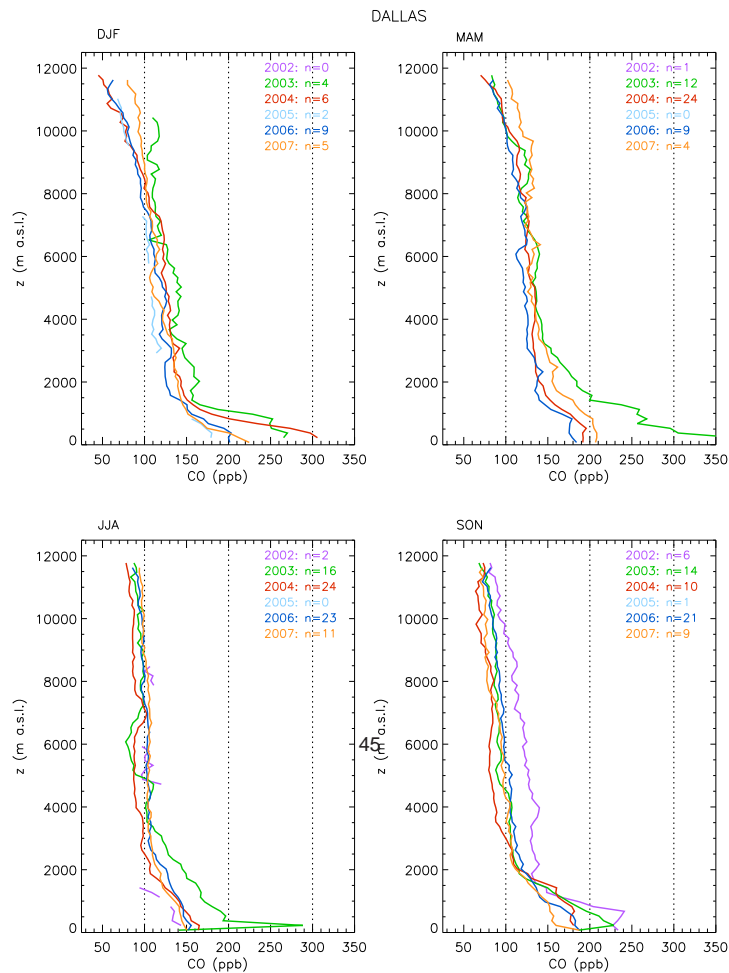 DALLAS
DJF
12000
10000
8000
6000
4000
2000
0
z (m a.s.l.)
50 100 150 200 250 300 350
CO (ppb)
2002: n=0
2003: n=4
2004: n=6
2005: n=2
2006: n=9
2007: n=5
MAM
12000
10000
8000
6000
4000
2000
0
z (m a.s.l.)
50 100 150 200 250 300 350
CO (ppb)
2002: n=1
2003: n=12
2004: n=24
2005: n=0
2006: n=9
2007: n=4
JJA
12000
10000
8000
6000
4000
2000
0
z (m a.s.l.)
50 100 150 200 250 300 350
CO (ppb)
2002: n=2
2003: n=16
2004: n=24
2005: n=0
2006: n=23
2007: n=11
45
SON
12000
10000
8000
6000
4000
2000
0
z (m a.s.l.)
50 100 150 200 250 300 350
CO (ppb)
2002: n=6
2003: n=14
2004: n=10
2005: n=1
2006: n=21
2007: n=9